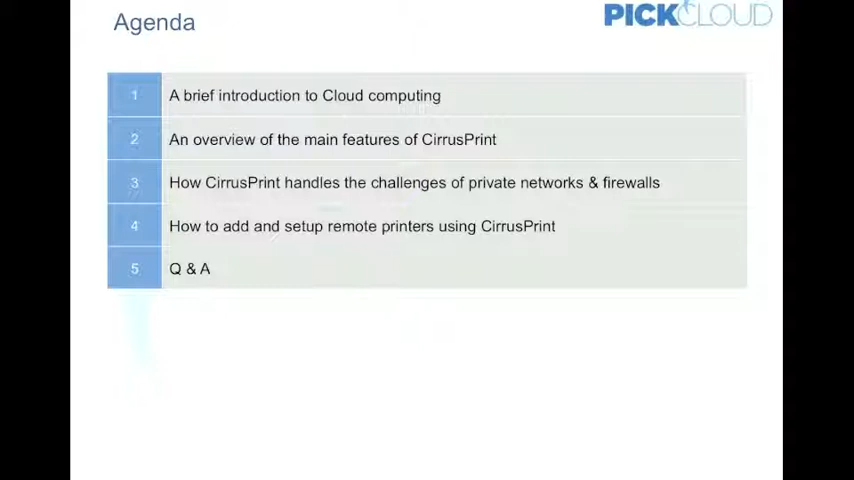 Agenda
PICKCLOUD
1 A brief introduction to Cloud computing
2 An overview of the main features of CirrusPrint
3 How CirrusPrint handles the challenges of private networks & firewalls
4 How to add and setup remote printers using CirrusPrint
5 Q & A